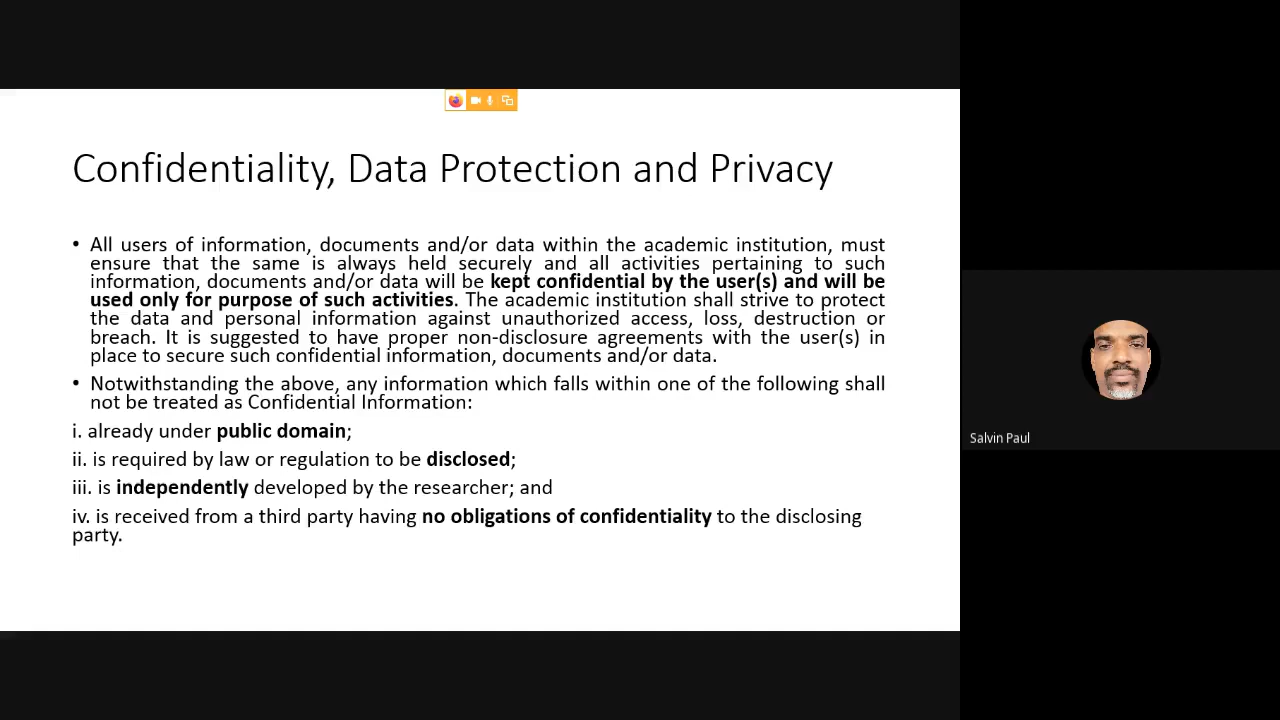 Confidentiality, Data Protection and Privacy
• All users of information, documents and/or data within the academic institution, must
ensure that the same is always held securely and all activities pertaining to such
information, documents and/or data will be kept confidential by the user(s) and will be
used only for purpose of such activities. The academic institution shall strive to protect
the data and personal information against unauthorized access, loss, destruction or
breach. It is suggested to have proper non-disclosure agreements with the user(s) in
place to secure such confidential information, documents and/or data.
• Notwithstanding the above, any information which falls within one of the following shall
not be treated as Confidential Information:
i. already under public domain;
ii. is required by law or regulation to be disclosed;
iii. is independently developed by the researcher; and
iv. is received from a third party having no obligations of confidentiality to the disclosing
party.
Salvin Paul